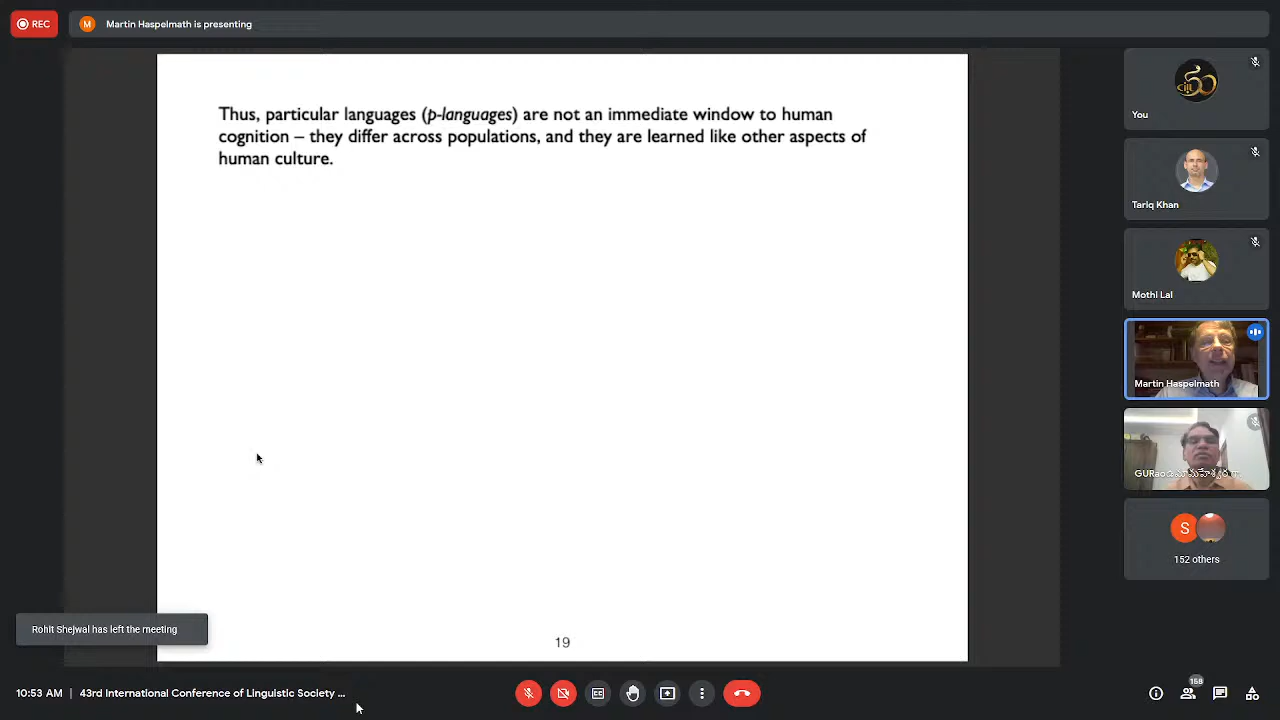 REC
M
Martin Haspelmath is presenting
Thus, particular languages (p-languages) are not an immediate window to human
cognition – they differ across populations, and they are learned like other aspects of
human culture.
19
You
Tariq Khan
Mothi Lal
Martin Haspelmath
GURao
S
152 others
Rohit Shejwal has left the meeting
10:53 AM | 43rd International Conference of Linguistic Society ...
158